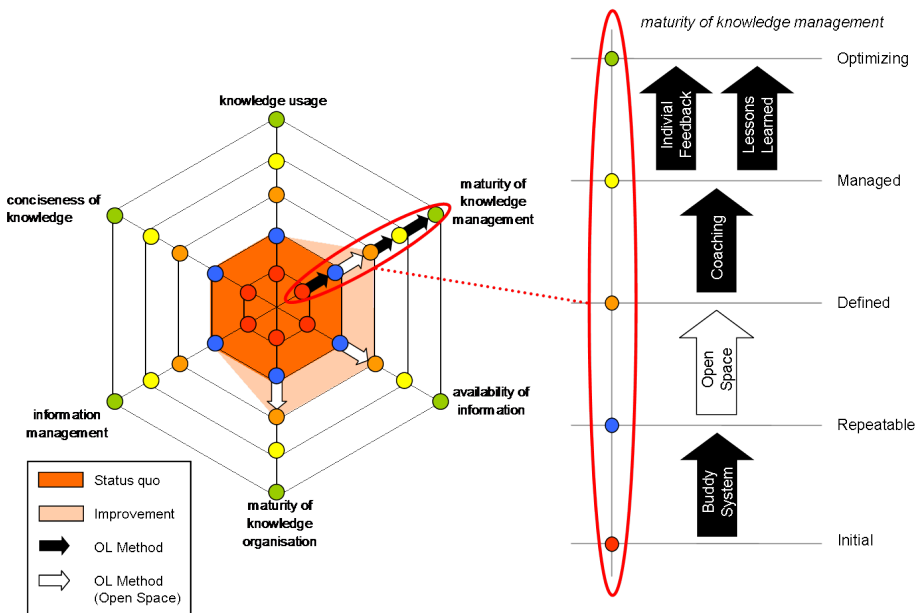 knowledge usage
conciseness of
knowledge
maturity of
knowledge
management
information
management
availability of
information
maturity of
knowledge
organisation
Status quo
Improvement
OL Method
OL Method
(Open Space)
maturity of knowledge management
Optimizing
Indivial
Feedback
Lessons
Learned
Managed
Coaching
Defined
Open
Space
Repeatable
Buddy
System
Initial